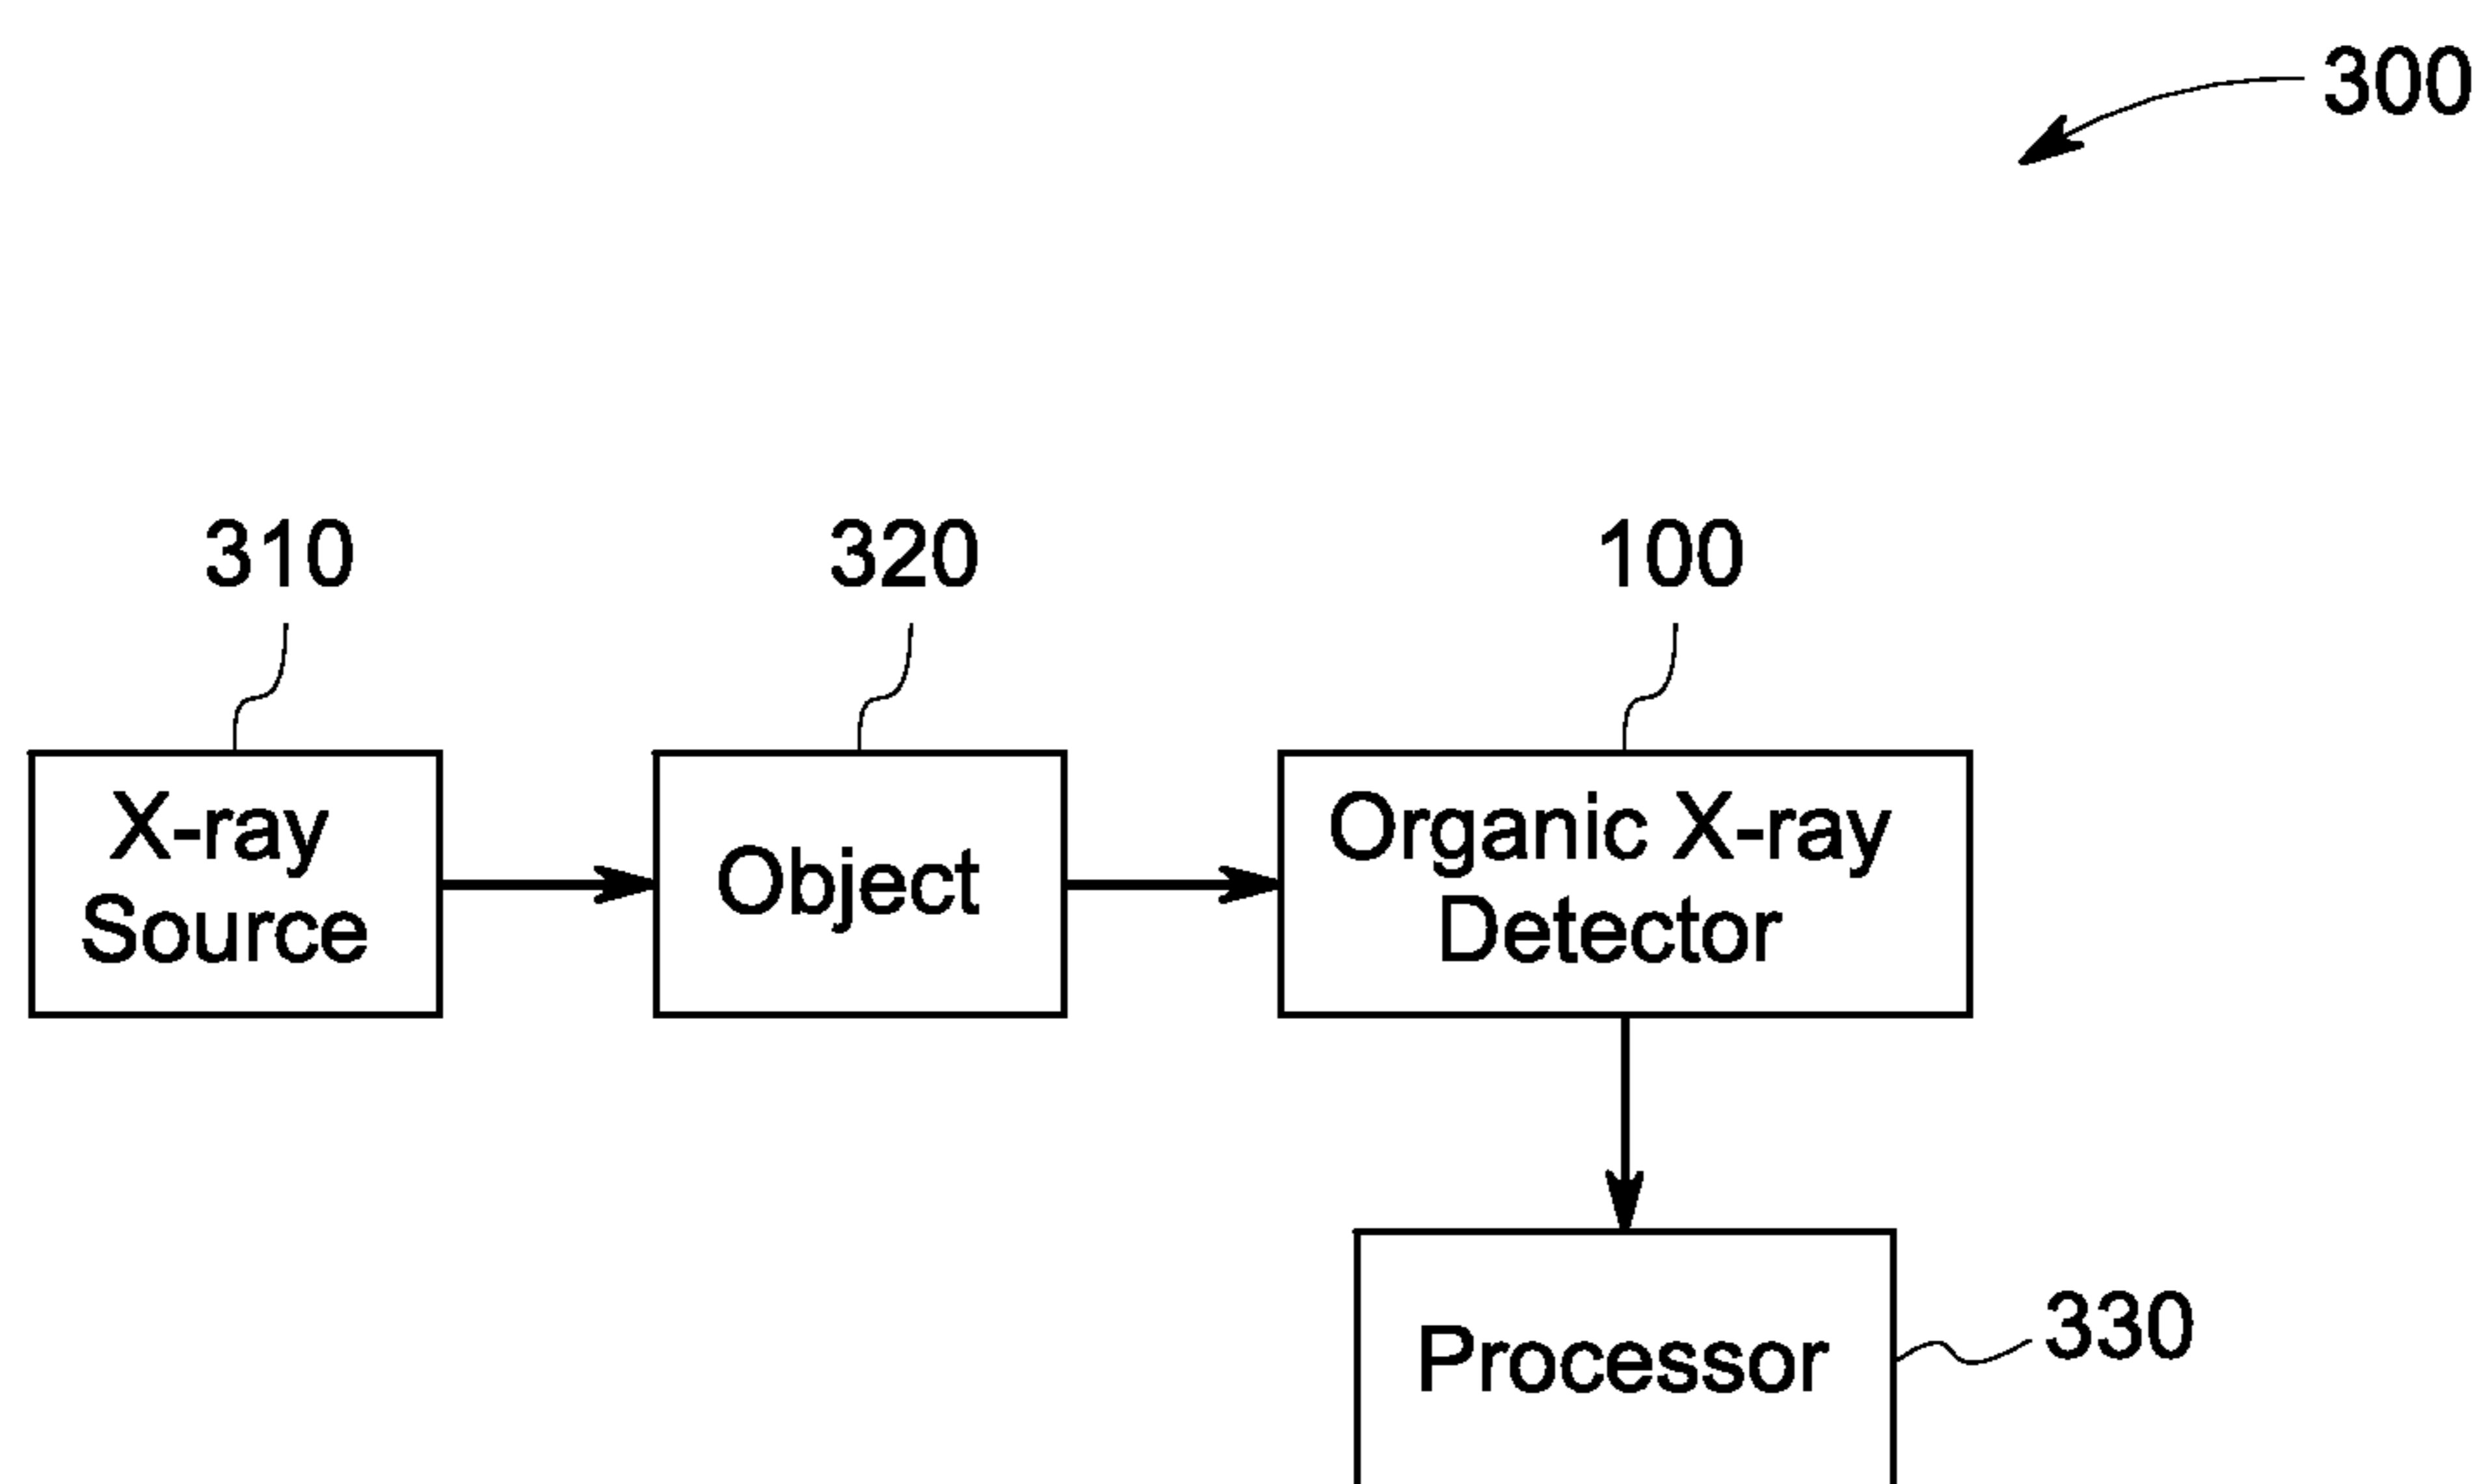 300
310
320
100
X-ray
Source
Object
Organic X-ray
Detector
Processor
330